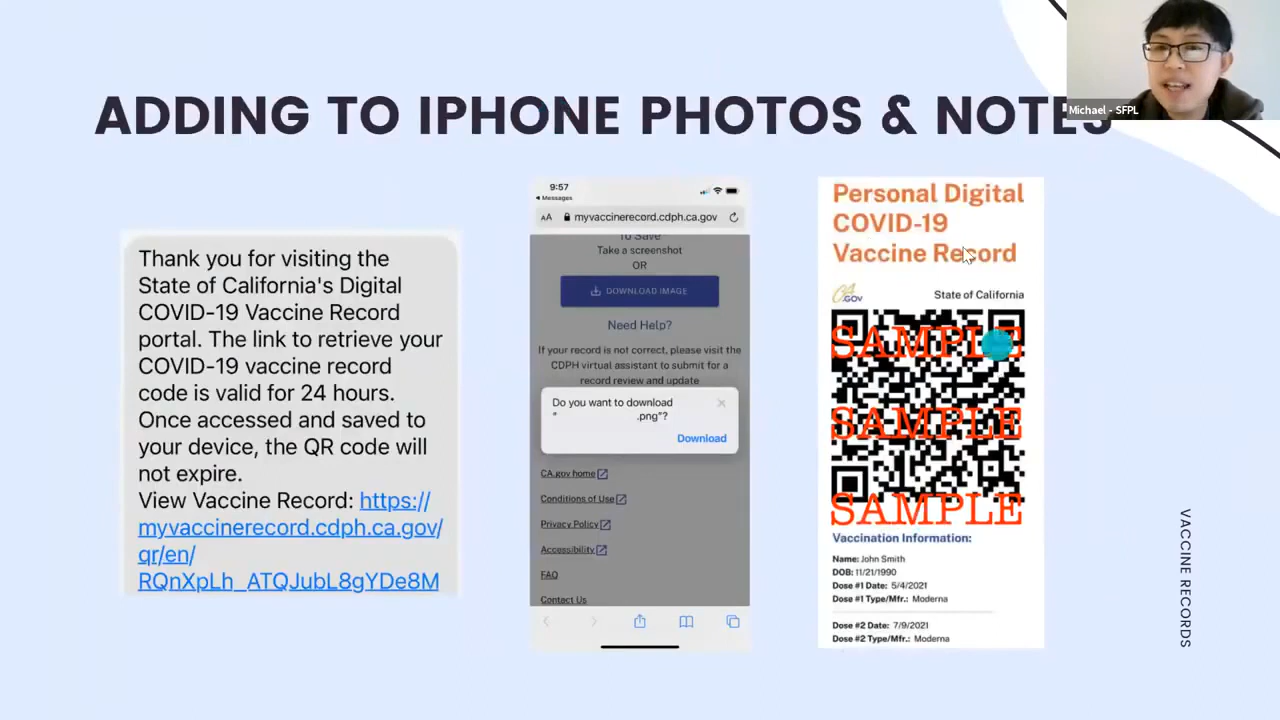 ADDING TO IPHONE PHOTOS & NOTES
Michael - SFPL
Thank you for visiting the
State of California's Digital
COVID-19 Vaccine Record
portal. The link to retrieve your
COVID-19 vaccine record
code is valid for 24 hours.
Once accessed and saved to
your device, the QR code will
not expire.
View Vaccine Record: https://
myvaccinerecord.cdph.ca.gov/
qr/en/
RQnXpLh_ATQJubL8gYDe8M
9:57
Messages
AA myvaccinerecord.cdph.ca.gov
To Save
Take a screenshot
OR
DOWNLOAD IMAGE
Need Help?
If your record is not correct, please visit the
CDPH virtual assistant to submit for a
record review and update
Do you want to download
" .png"?
Download
CA.gov home
Conditions of Use
Privacy Policy
Accessibility
FAQ
Contact Us
Personal Digital
COVID-19
Vaccine Record
CA.GOV
State of California
SAMPLE
SAMPLE
SAMPLE
Vaccination Information:
Name: John Smith
DOB: 11/21/1990
Dose #1 Date: 5/4/2021
Dose #1 Type/Mfr.: Moderna
Dose #2 Date: 7/9/2021
Dose #2 Type/Mfr.: Moderna
VACCINE RECORDS